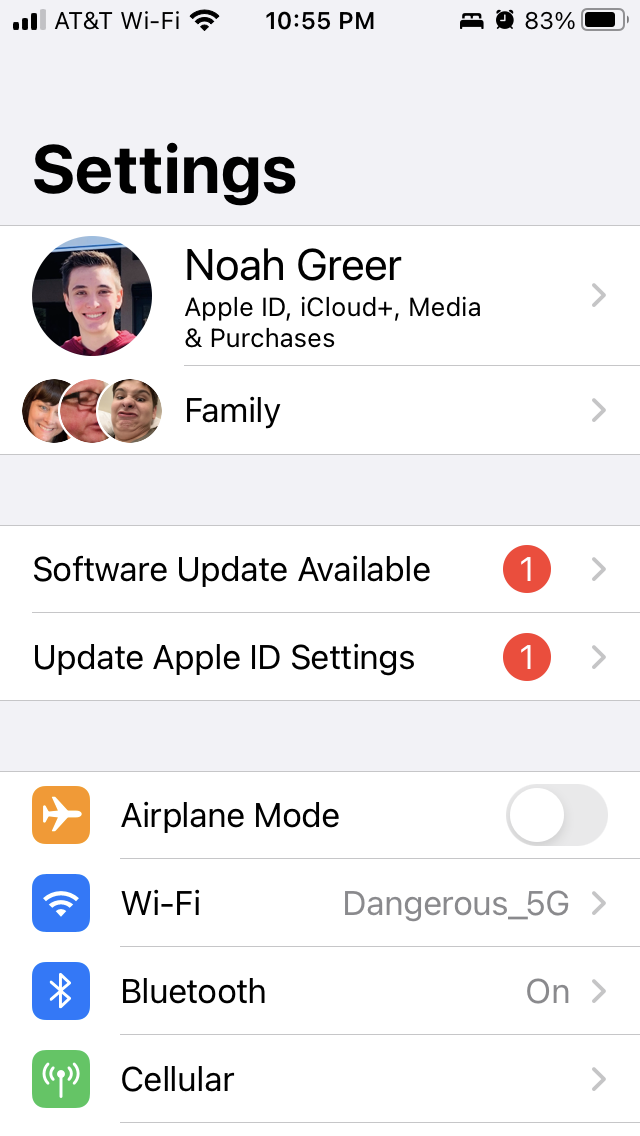 AT&T Wi-Fi 10:55 PM 83%
Settings
Noah Greer
Apple ID, iCloud+, Media
& Purchases
Family
Software Update Available 1
Update Apple ID Settings 1
Airplane Mode
Wi-Fi Dangerous_5G
Bluetooth On
Cellular